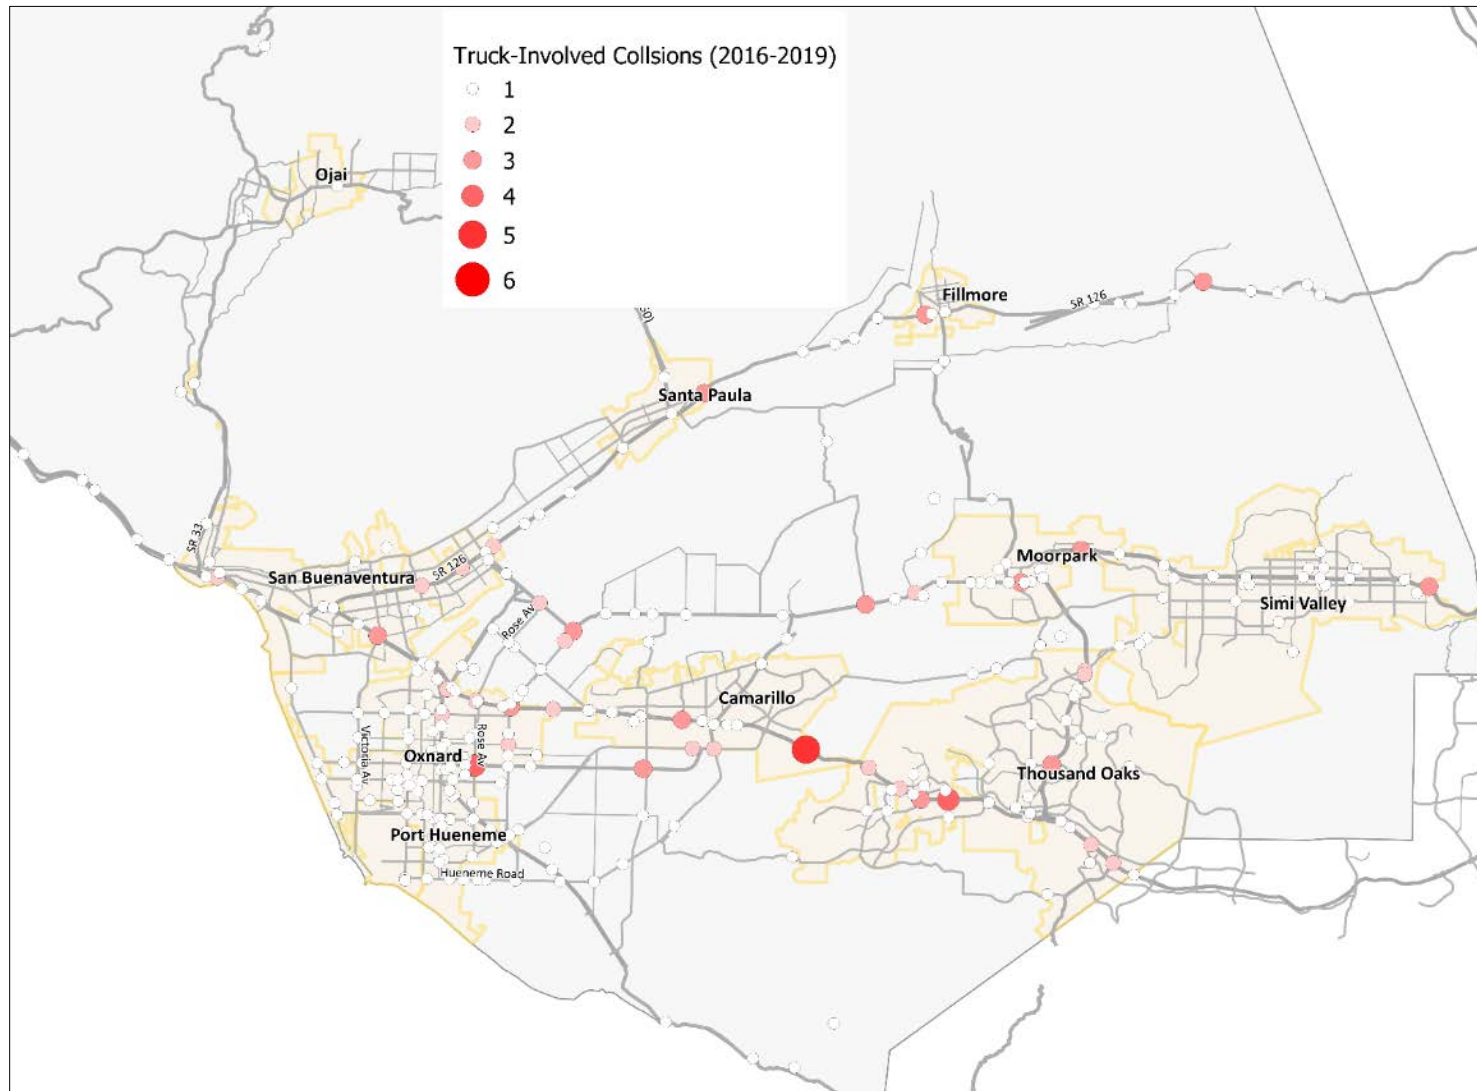 Truck-Involved Collsions (2016-2019)
1
2
3
4
5
6
Ojai
Fillmore
SR 126
Santa Paula
SR 33
San Buenaventura
SR 126
Moorpark
Simi Valley
Rose Av
Camarillo
Victoria Av
Oxnard
Rose Av
Thousand Oaks
Port Hueneme
Hueneme Road